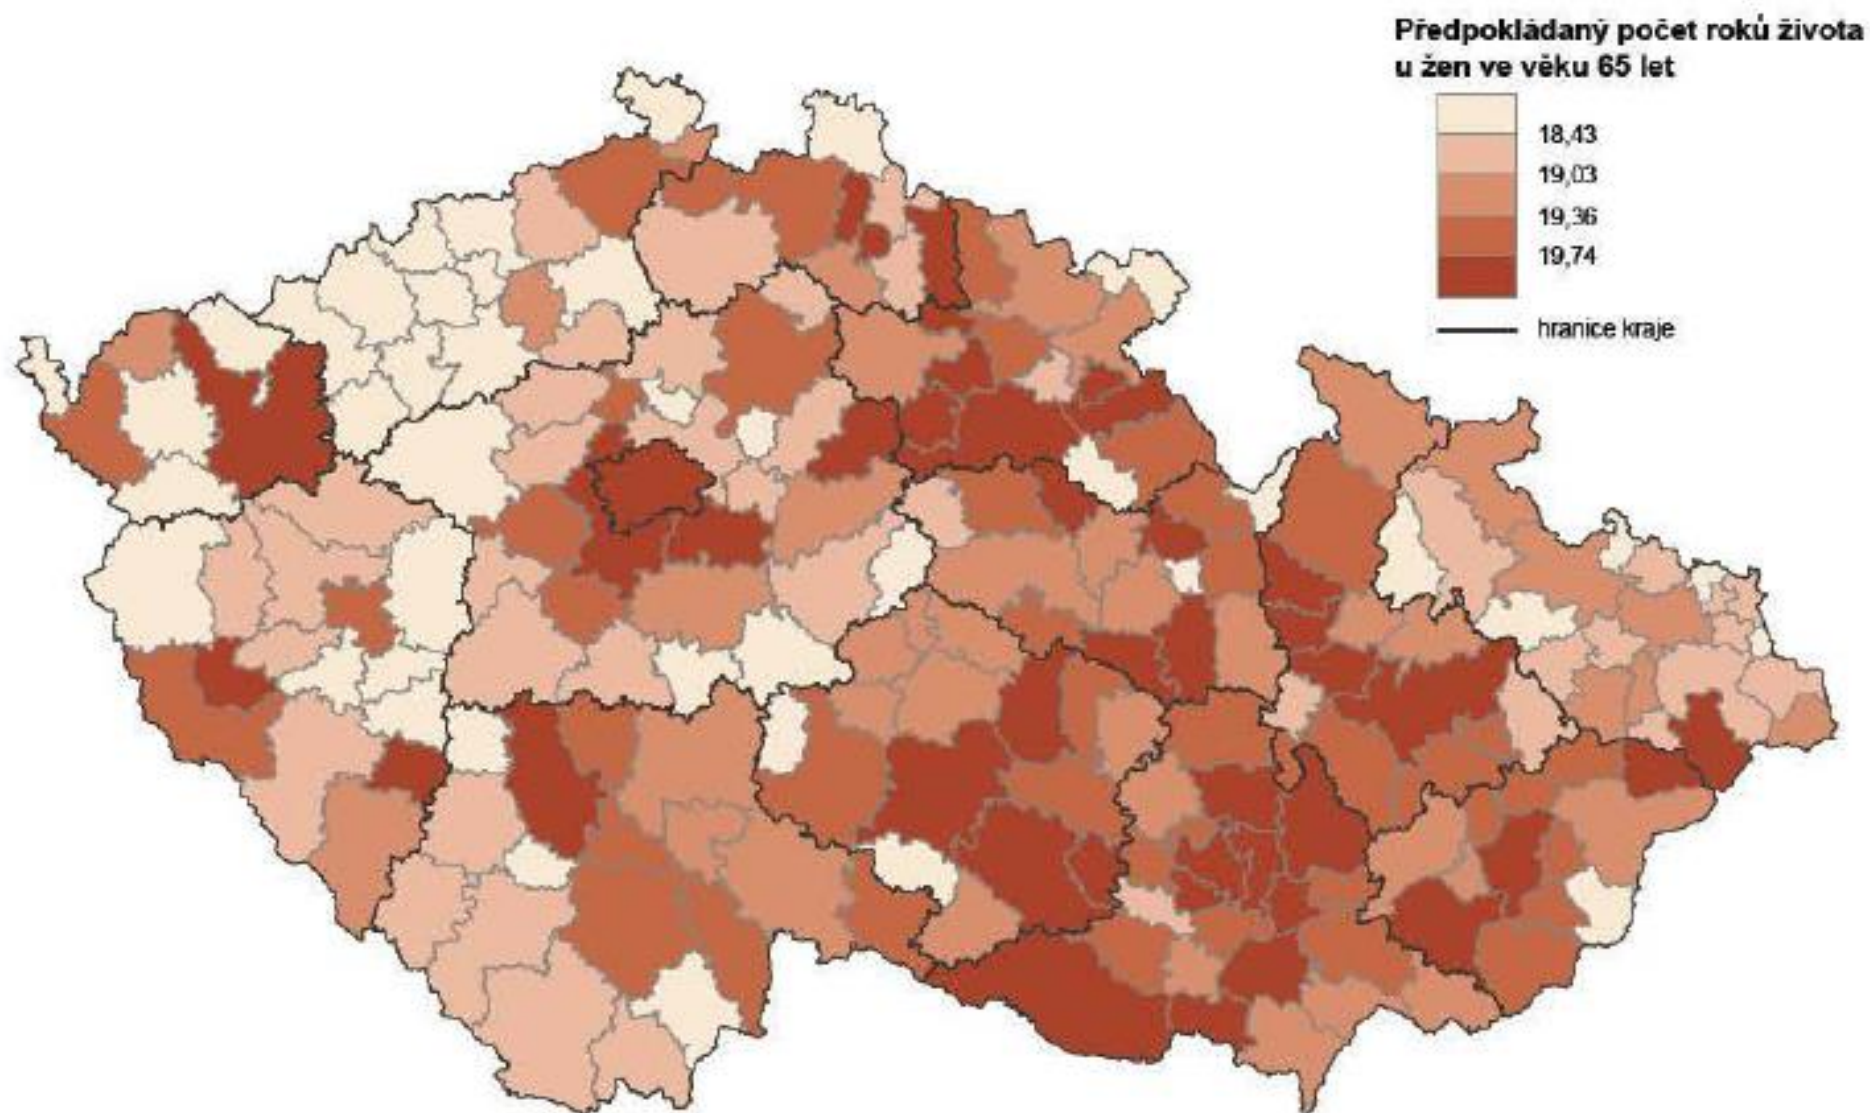 Předpokládaný počet roků života
u žen ve věku 65 let
18,43
19,03
19,36
19,74
hranice kraje